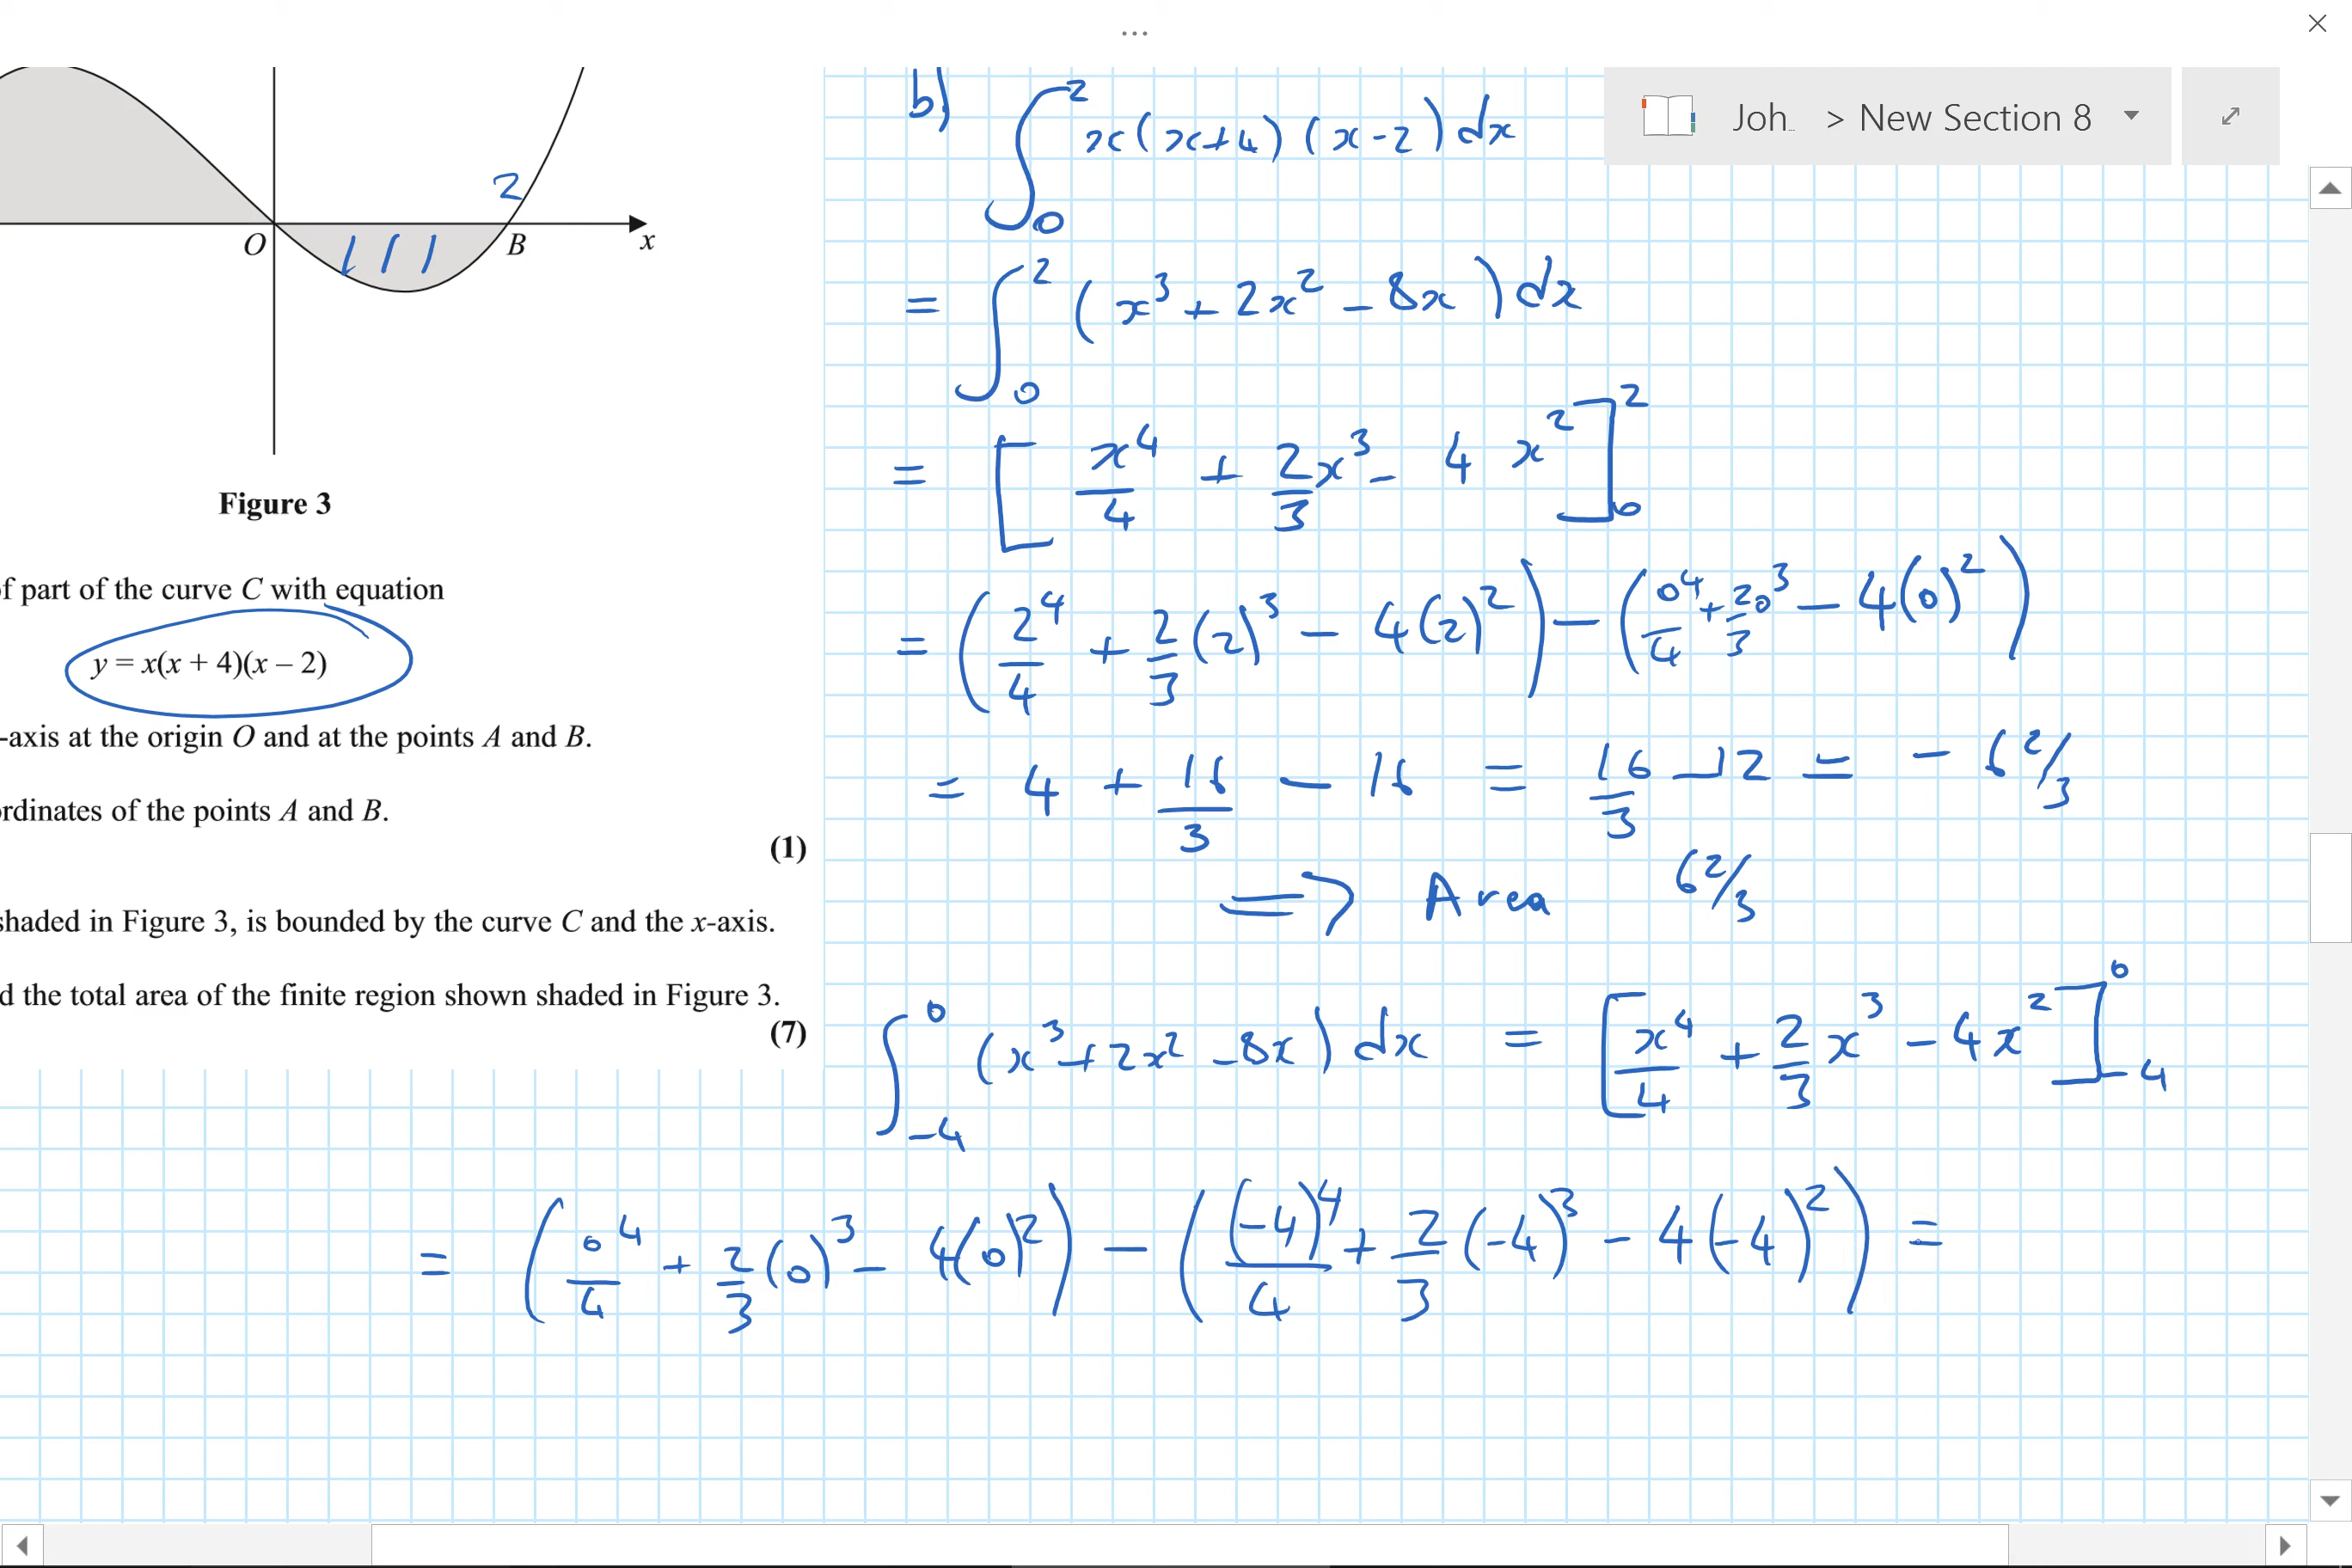 ...
Joh... > New Section 8
2
O
B
x
Figure 3
f part of the curve C with equation
y = x(x + 4)(x – 2)
-axis at the origin O and at the points A and B.
ordinates of the points A and B.
(1)
shaded in Figure 3, is bounded by the curve C and the x-axis.
d the total area of the finite region shown shaded in Figure 3.
(7)
b) ∫₀² x(x+4)(x-2)dx
= ∫₀² (x³ + 2x² - 8x)dx
= [x⁴/4 + 2/3 x³ - 4x²]₀²
= (2⁴/4 + 2/3 (2)³ - 4(2)²) - (0⁴/4 + 2/3 0³ - 4(0)²)
= 4 + 16/3 - 16 = 16/3 - 12 = - 6 2/3
⇒ Area 6 2/3
∫₋₄⁰ (x³ + 2x² - 8x)dx = [x⁴/4 + 2/3 x³ - 4x²]₋₄⁰
= (0⁴/4 + 2/3 (0)³ - 4(0)²) - ((-4)⁴/4 + 2/3 (-4)³ - 4(-4)²) =